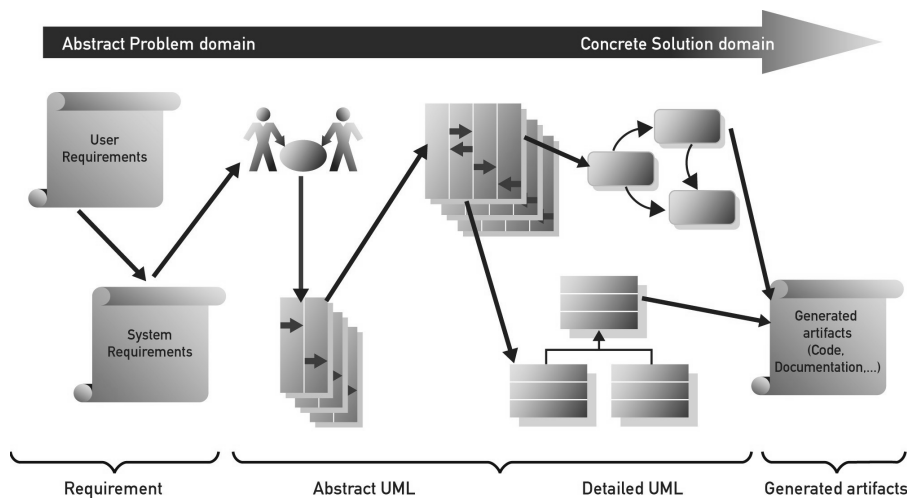 Abstract Problem domain
Concrete Solution domain
User
Requirements
System
Requirements
Generated
artifacts
(Code,
Documentation,...)
Requirement
Abstract UML
Detailed UML
Generated artifacts